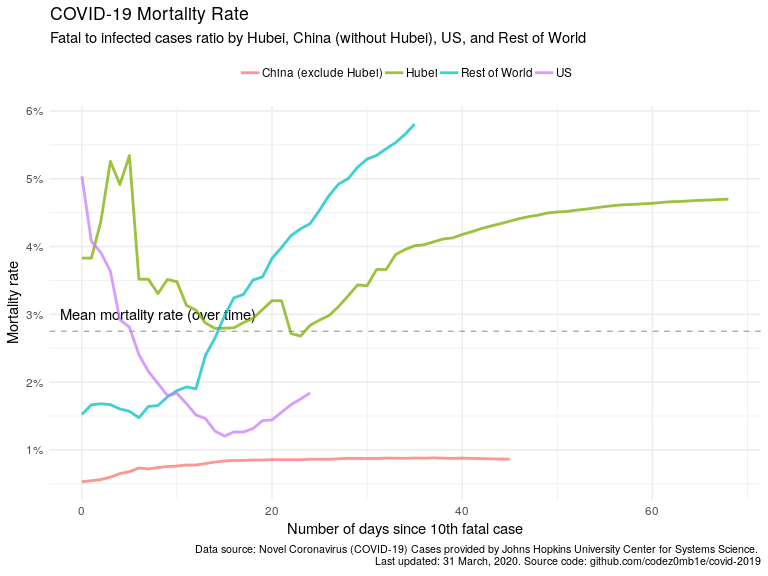 COVID-19 Mortality Rate
Fatal to infected cases ratio by Hubei, China (without Hubei), US, and Rest of World
China (exclude Hubei) Hubei Rest of World US
6%
5%
4%
3%
2%
1%
Mortality rate
Mean mortality rate (over time)
0 20 40 60
Number of days since 10th fatal case
Data source: Novel Coronavirus (COVID-19) Cases provided by Johns Hopkins University Center for Systems Science.
Last updated: 31 March, 2020. Source code: github.com/codez0mb1e/covid-2019